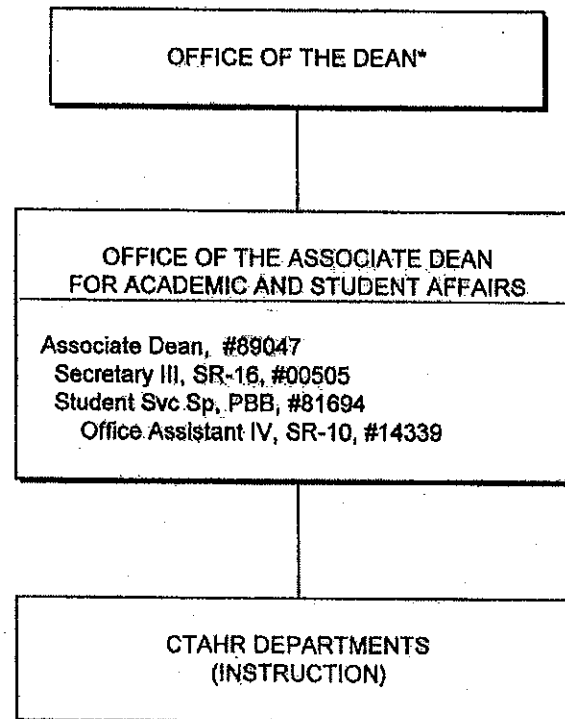 OFFICE OF THE DEAN*
OFFICE OF THE ASSOCIATE DEAN
FOR ACADEMIC AND STUDENT AFFAIRS
Associate Dean, #89047
Secretary III, SR-16, #00505
Student Svc Sp, PBB, #81694
Office Assistant IV, SR-10, #14339
CTAHR DEPARTMENTS
(INSTRUCTION)